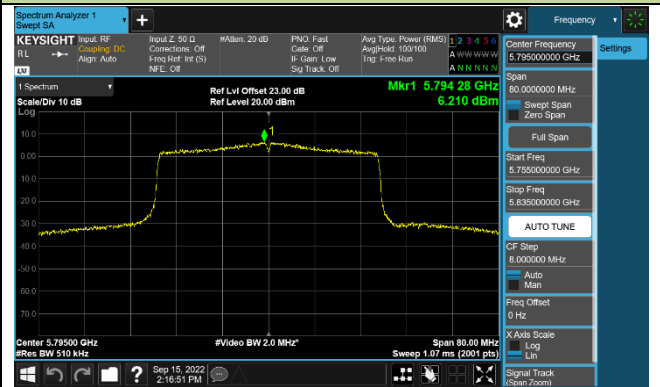 Spectrum Analyzer 1
Swept SA
+
Frequency
KEYSIGHT
RL
LXI
Input: RF
Coupling: DC
Align: Auto
Input Z: 50 Ω
Corrections: Off
Freq Ref: Int (S)
NFE: Off
#Atten: 20 dB
PNO: Fast
Gate: Off
IF Gain: Low
Sig Track: Off
Avg Type: Power (RMS)
Avg|Hold: 100/100
Trig: Free Run
1 2 3 4 5 6
A W W W W W
A N N N N N
Center Frequency
5.795000000 GHz
Settings
Span
80.0000000 MHz
Swept Span
Zero Span
Full Span
Start Freq
5.755000000 GHz
Stop Freq
5.835000000 GHz
AUTO TUNE
CF Step
8.000000 MHz
Auto
Man
Freq Offset
0 Hz
X Axis Scale
Log
Lin
Signal Track
(Span Zoom)
1 Spectrum
Scale/Div 10 dB
Log
Ref Lvl Offset 23.00 dB
Ref Level 20.00 dBm
Mkr1 5.794 28 GHz
6.210 dBm
1
10.0
0.00
-10.0
-20.0
-30.0
-40.0
-50.0
-60.0
-70.0
Center 5.79500 GHz
#Res BW 510 kHz
#Video BW 2.0 MHz*
Span 80.00 MHz
Sweep 1.07 ms (2001 pts)
?
Sep 15, 2022
2:16:51 PM